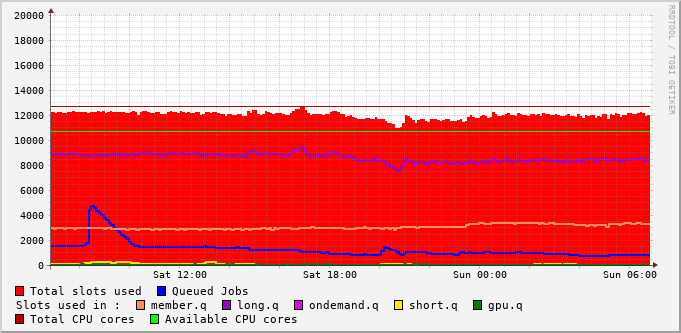 20000
18000
16000
14000
12000
10000
8000
6000
4000
2000
0
Sat 12:00 Sat 18:00 Sun 00:00 Sun 06:00
RRDTOOL / TOBI OETIKER
Total slots used Queued Jobs
Slots used in : member.q long.q ondemand.q short.q gpu.q
Total CPU cores Available CPU cores